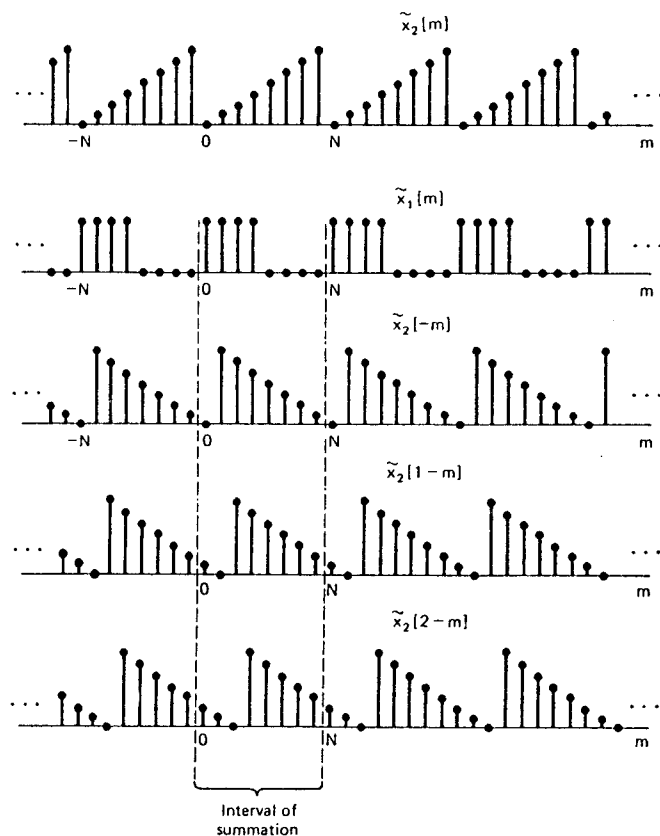 x̃₂[m]
... ...
-N 0 N m
x̃₁[m]
... ...
-N 0 N m
x̃₂[-m]
... ...
-N 0 N m
x̃₂[1-m]
... ...
0 N m
x̃₂[2-m]
... ...
0 N m
Interval of
summation